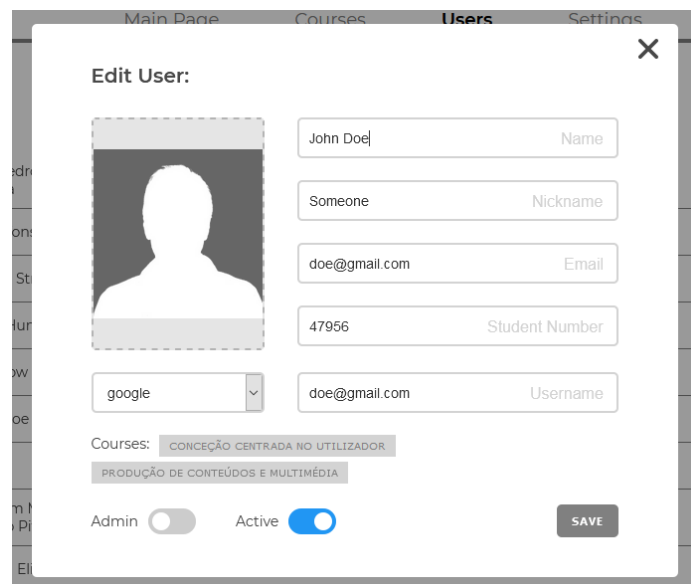 Main Page Courses Users Settings
Edit User:
John Doe Name
Someone Nickname
doe@gmail.com Email
47956 Student Number
google
doe@gmail.com Username
Courses: CONCEÇÃO CENTRADA NO UTILIZADOR
PRODUÇÃO DE CONTEÚDOS E MULTIMÉDIA
Admin Active SAVE